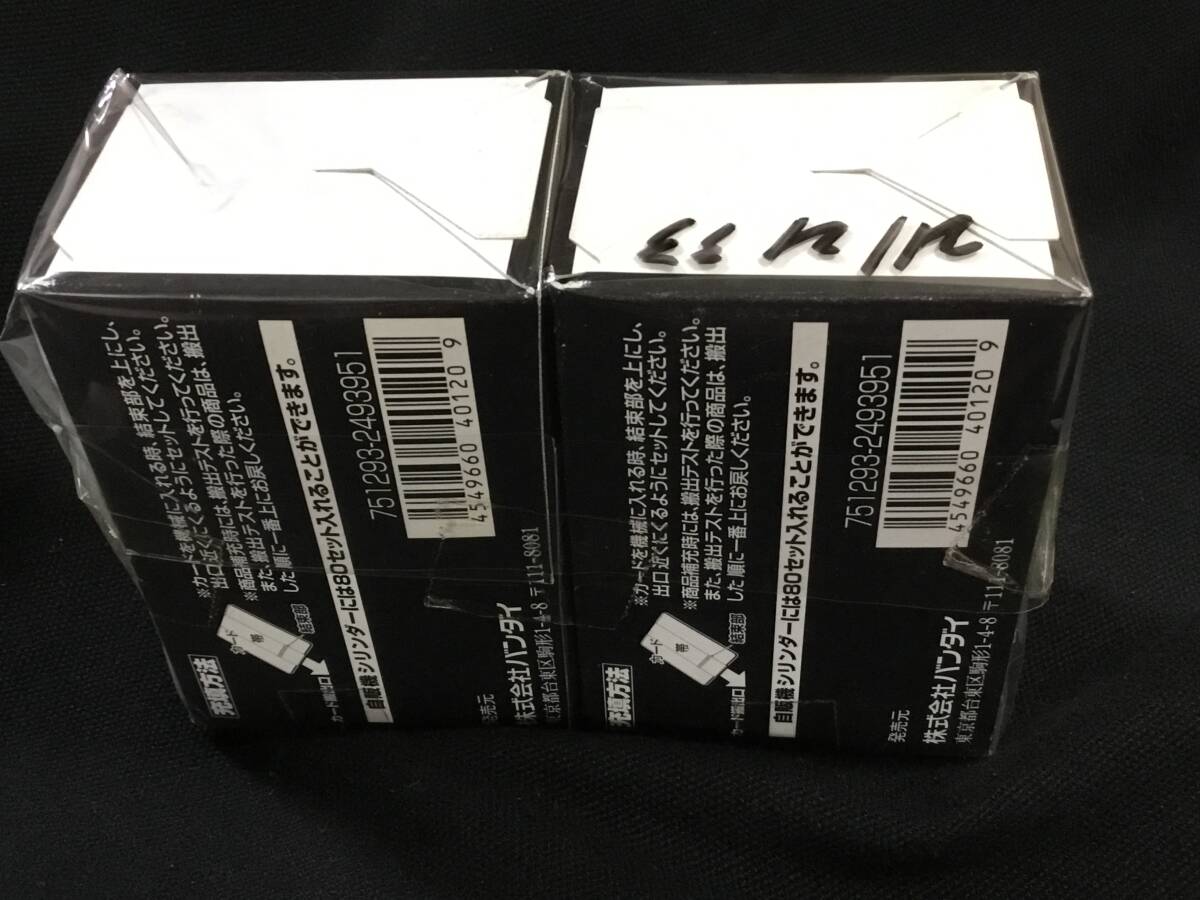 充填方法
カード
帯
結束部
カード搬出口
※カードを機械に入れる時、結束部を上にし、
出口近くにくるようにセットしてください。
※商品補充時には、搬出テストを行ってください。
また、搬出テストを行った際の商品は、搬出
した順に一番上にお戻しください。
自販機シリンダーには80セット入れることができます。
751293-2493951
4549660 40120 9
発売元
株式会社バンダイ
東京都台東区駒形1-4-8 〒111-8081
充填方法
カード
帯
結束部
カード搬出口
※カードを機械に入れる時、結束部を上にし、
出口近くにくるようにセットしてください。
※商品補充時には、搬出テストを行ってください。
また、搬出テストを行った際の商品は、搬出
した順に一番上にお戻しください。
自販機シリンダーには80セット入れることができます。
751293-2493951
4549660 40120 9
発売元
株式会社バンダイ
東京都台東区駒形1-4-8 〒111-8081